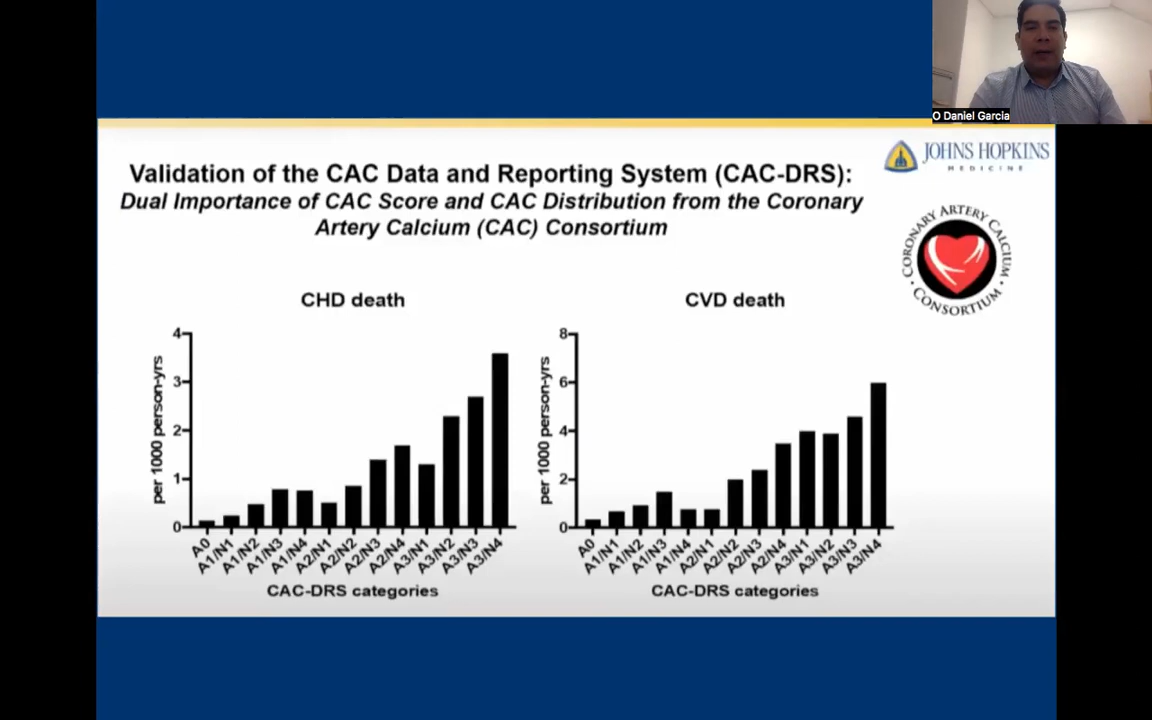 O Daniel Garcia
JOHNS HOPKINS
MEDICINE
Validation of the CAC Data and Reporting System (CAC-DRS):
Dual Importance of CAC Score and CAC Distribution from the Coronary
Artery Calcium (CAC) Consortium
CORONARY ARTERY CALCIUM
• CONSORTIUM •
CHD death
per 1000 person-yrs
4
3
2
1
0
A0
A1/N1
A1/N2
A1/N3
A1/N4
A2/N1
A2/N2
A2/N3
A2/N4
A3/N1
A3/N2
A3/N3
A3/N4
CAC-DRS categories
CVD death
per 1000 person-yrs
8
6
4
2
0
A0
A1/N1
A1/N2
A1/N3
A1/N4
A2/N1
A2/N2
A2/N3
A2/N4
A3/N1
A3/N2
A3/N3
A3/N4
CAC-DRS categories